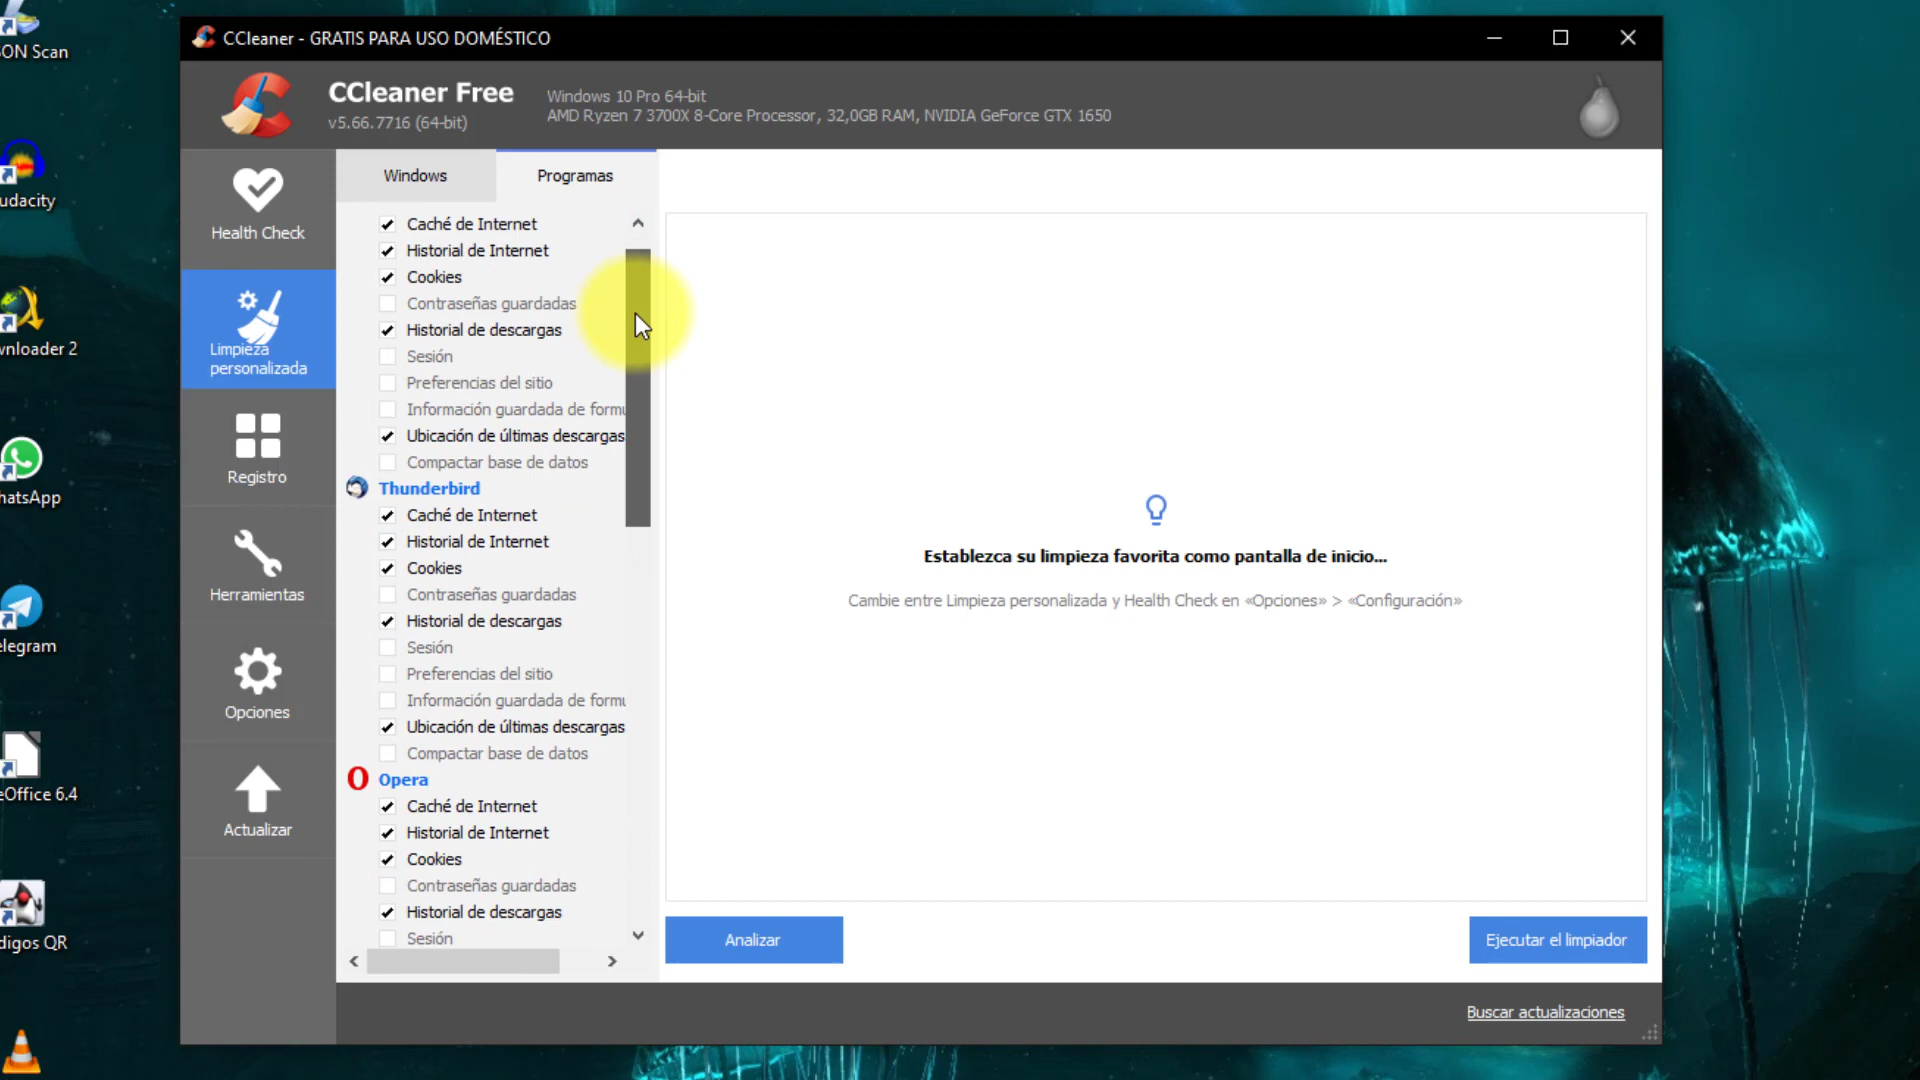 ON Scan
udacity
wnloader 2
hatsApp
elegram
eOffice 6.4
digos QR
CCleaner - GRATIS PARA USO DOMÉSTICO
CCleaner Free
v5.66.7716 (64-bit)
Windows 10 Pro 64-bit
AMD Ryzen 7 3700X 8-Core Processor, 32,0GB RAM, NVIDIA GeForce GTX 1650
Health Check
Limpieza
personalizada
Registro
Herramientas
Opciones
Actualizar
Windows
Programas
Caché de Internet
Historial de Internet
Cookies
Contraseñas guardadas
Historial de descargas
Sesión
Preferencias del sitio
Información guardada de formu
Ubicación de últimas descargas
Compactar base de datos
Thunderbird
Caché de Internet
Historial de Internet
Cookies
Contraseñas guardadas
Historial de descargas
Sesión
Preferencias del sitio
Información guardada de formu
Ubicación de últimas descargas
Compactar base de datos
Opera
Caché de Internet
Historial de Internet
Cookies
Contraseñas guardadas
Historial de descargas
Sesión
Establezca su limpieza favorita como pantalla de inicio...
Cambie entre Limpieza personalizada y Health Check en «Opciones» > «Configuración»
Analizar
Ejecutar el limpiador
Buscar actualizaciones